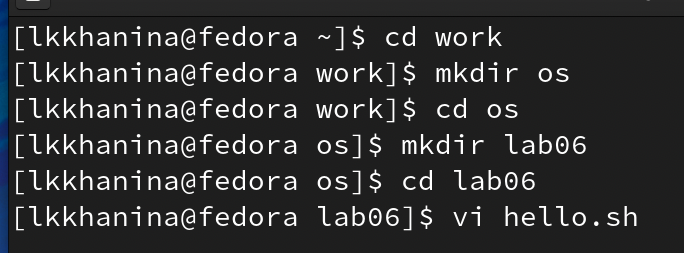 [lkkhanina@fedora ~]$ cd work
[lkkhanina@fedora work]$ mkdir os
[lkkhanina@fedora work]$ cd os
[lkkhanina@fedora os]$ mkdir lab06
[lkkhanina@fedora os]$ cd lab06
[lkkhanina@fedora lab06]$ vi hello.sh